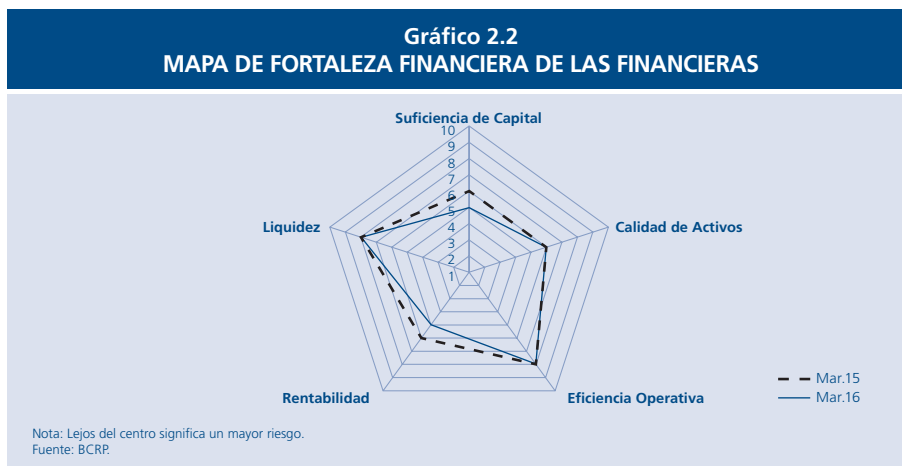 Gráfico 2.2
MAPA DE FORTALEZA FINANCIERA DE LAS FINANCIERAS
Suficiencia de Capital
10
9
8
7
6
5
4
3
2
1
Liquidez
Calidad de Activos
Rentabilidad
Eficiencia Operativa
Mar.15
Mar.16
Nota: Lejos del centro significa un mayor riesgo.
Fuente: BCRP.